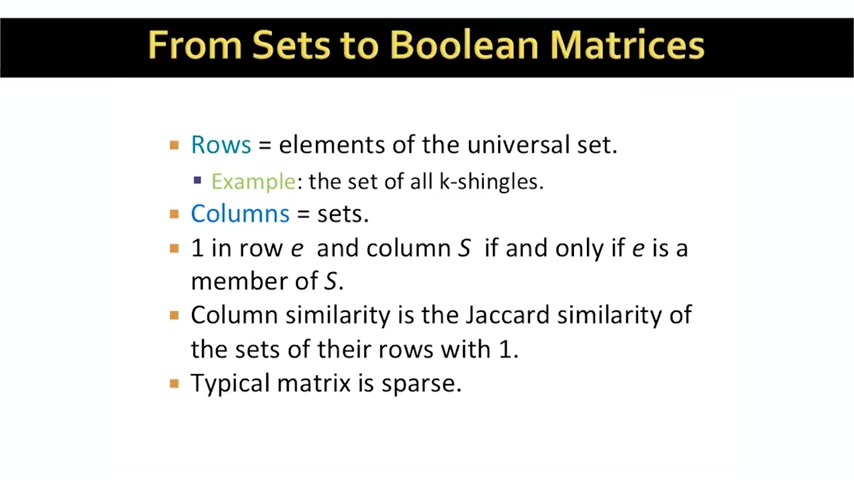 From Sets to Boolean Matrices
Rows = elements of the universal set.
Example: the set of all k-shingles.
Columns = sets.
1 in row e and column S if and only if e is a
member of S.
Column similarity is the Jaccard similarity of
the sets of their rows with 1.
Typical matrix is sparse.